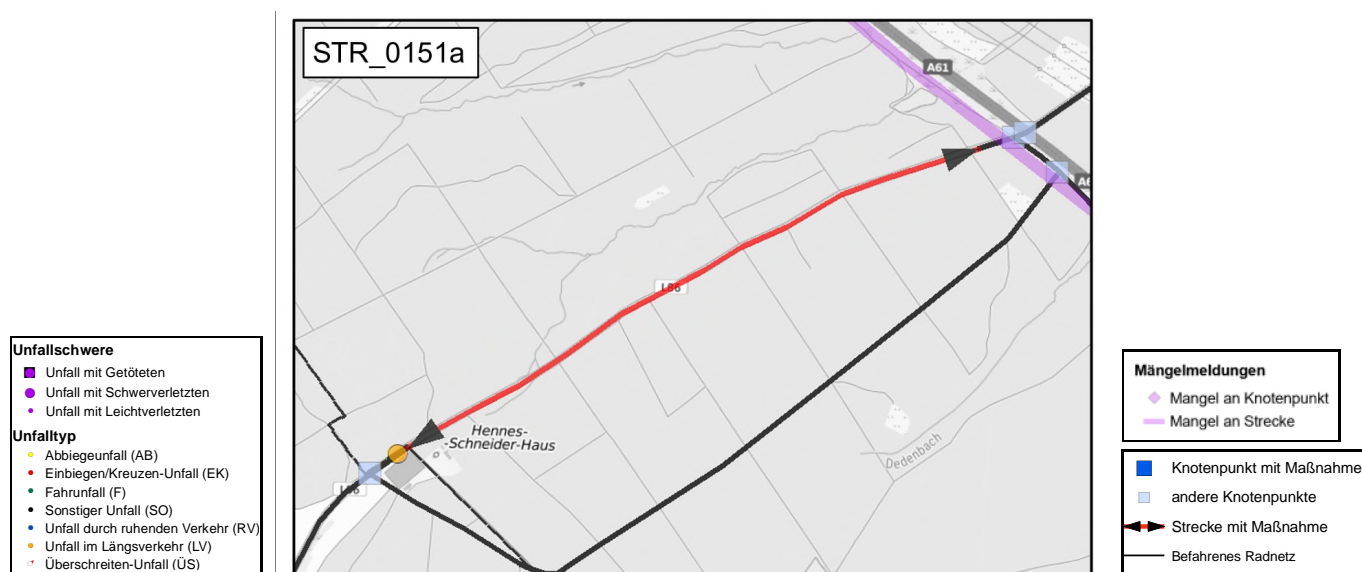 STR_0151a
A61
A6
L86
Hennes-
-Schneider-Haus
L86
Dedenbach
Unfallschwere
Unfall mit Getöteten
Unfall mit Schwerverletzten
Unfall mit Leichtverletzten
Unfalltyp
Abbiegeunfall (AB)
Einbiegen/Kreuzen-Unfall (EK)
Fahrunfall (F)
Sonstiger Unfall (SO)
Unfall durch ruhenden Verkehr (RV)
Unfall im Längsverkehr (LV)
Überschreiten-Unfall (ÜS)
Mängelmeldungen
Mangel an Knotenpunkt
Mangel an Strecke
Knotenpunkt mit Maßnahme
andere Knotenpunkte
Strecke mit Maßnahme
Befahrenes Radnetz